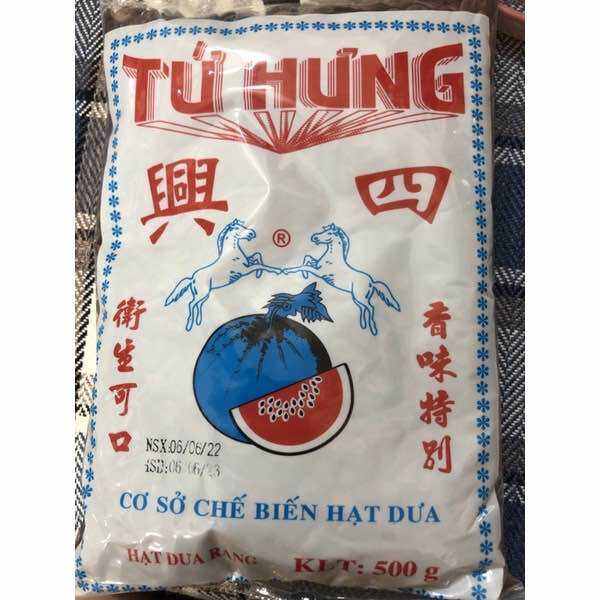 TỨ HƯNG
興 四
®
衛生可口
香味特別
NSX:06/06/22
HSD:06/06/23
CƠ SỞ CHẾ BIẾN HẠT DƯA
HẠT DƯA RANG KLT: 500 g